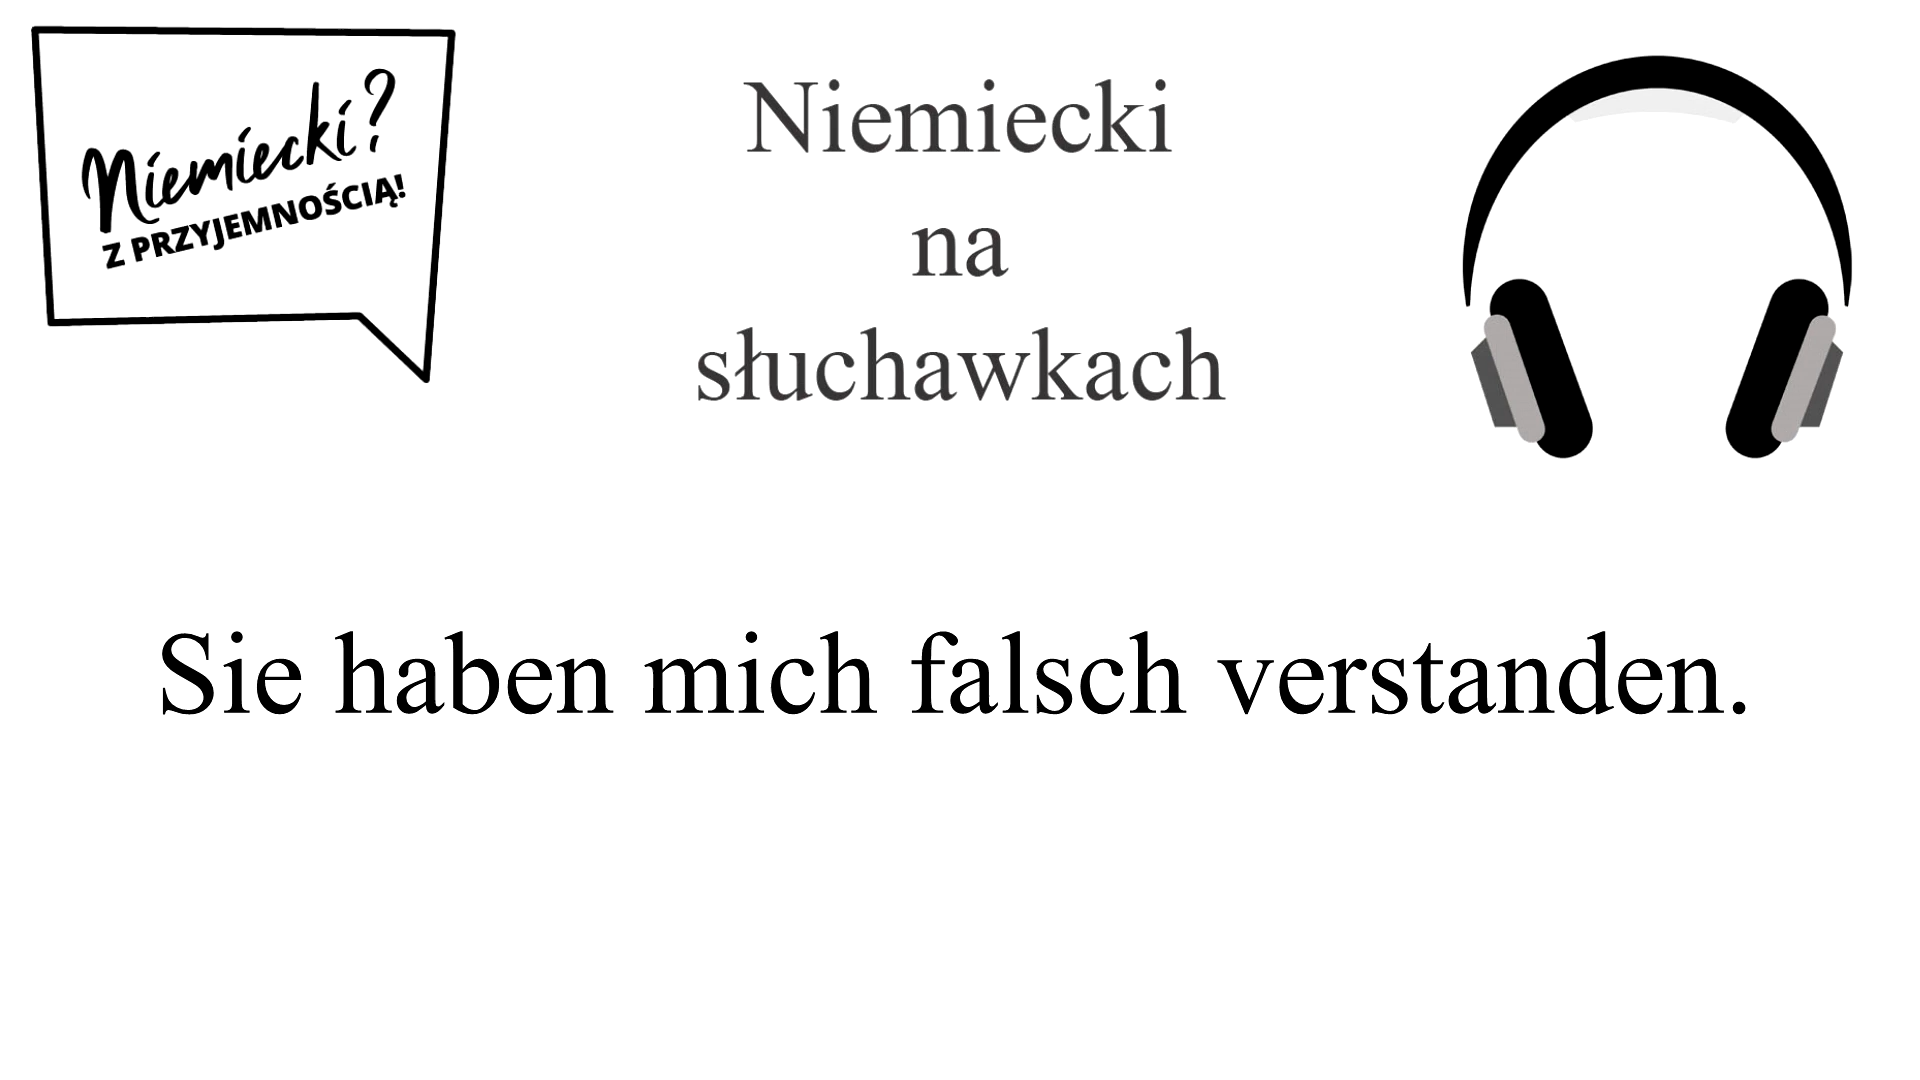 Niemiecki?
Z PRZYJEMNOŚCIĄ!
Niemiecki
na
słuchawkach
Sie haben mich falsch verstanden.